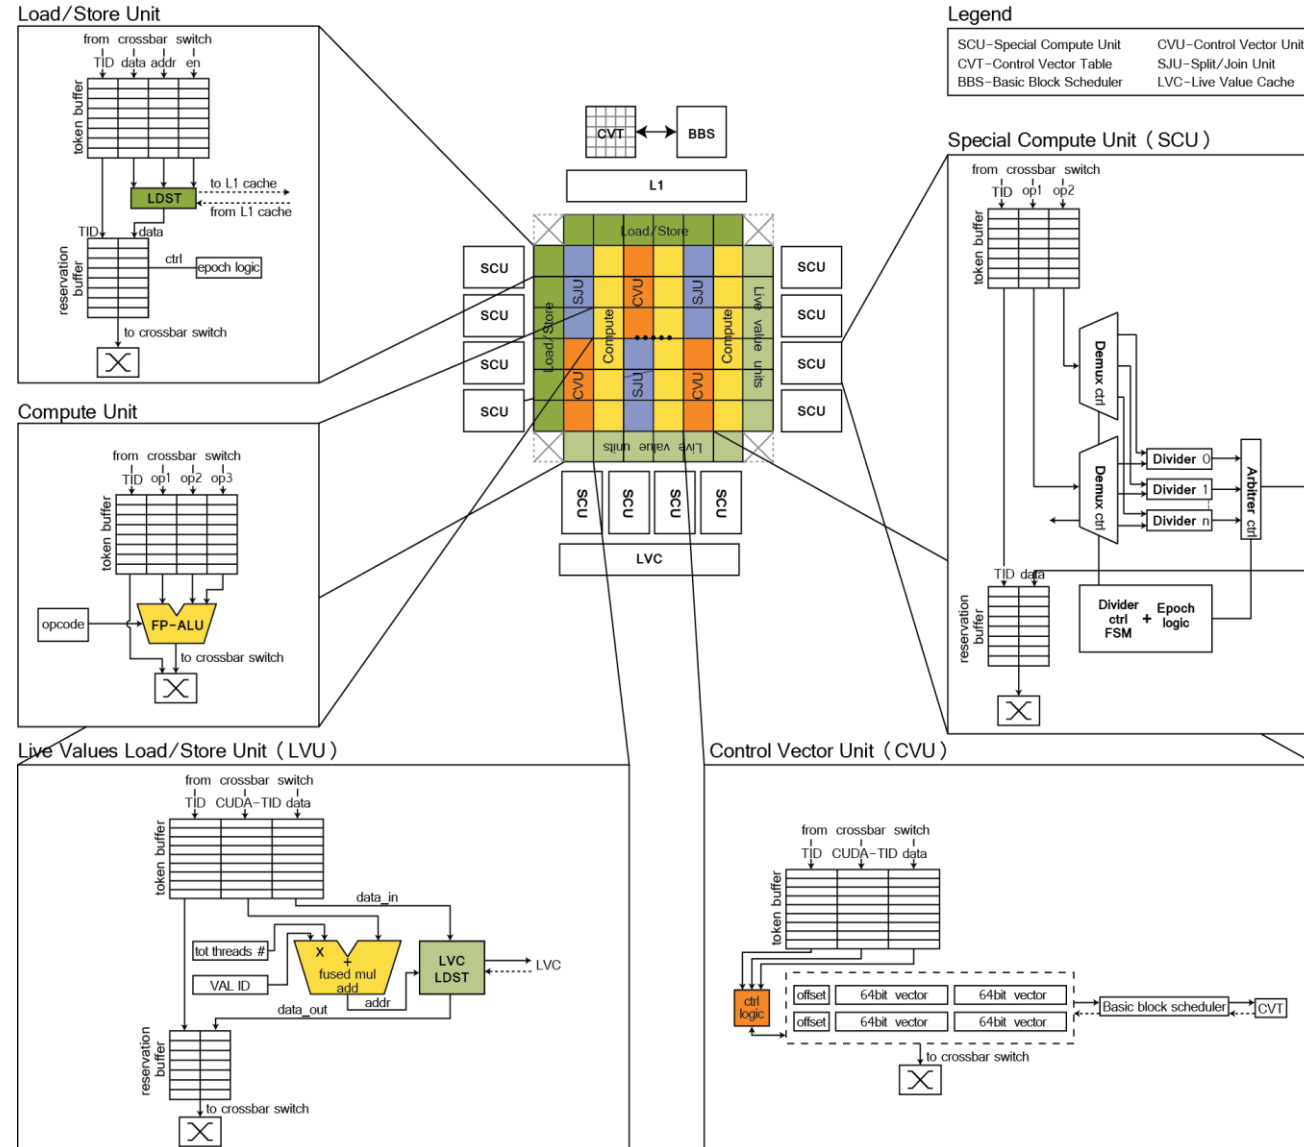 Load/Store Unit
from crossbar switch
TID data addr en
token buffer
LDST
to L1 cache
from L1 cache
TID data
reservation buffer
ctrl
epoch logic
to crossbar switch
Compute Unit
from crossbar switch
TID op1 op2 op3
token buffer
opcode
FP-ALU
to crossbar switch
CVT
BBS
L1
Load/Store
SCU
SCU
SCU
SCU
Load/Store
SJU
CVU
Compute
CVU
SJU
SJU
CVU
Compute
Live value units
Live value units
SCU
SCU
SCU
SCU
SCU
SCU
SCU
SCU
LVC
Legend
SCU-Special Compute Unit CVU-Control Vector Unit
CVT-Control Vector Table SJU-Split/Join Unit
BBS-Basic Block Scheduler LVC-Live Value Cache
Special Compute Unit (SCU)
from crossbar switch
TID op1 op2
token buffer
Demux ctrl
Demux ctrl
Divider 0
Divider 1
Divider n
Arbitrer ctrl
TID data
reservation buffer
Divider ctrl FSM + Epoch logic
Live Values Load/Store Unit (LVU)
from crossbar switch
TID CUDA-TID data
token buffer
data_in
tot threads #
VAL ID
X
+
fused mul
add
addr
LVC
LDST
LVC
data_out
reservation buffer
to crossbar switch
Control Vector Unit (CVU)
from crossbar switch
TID CUDA-TID data
token buffer
ctrl
logic
offset 64bit vector 64bit vector
offset 64bit vector 64bit vector
Basic block scheduler
CVT
to crossbar switch